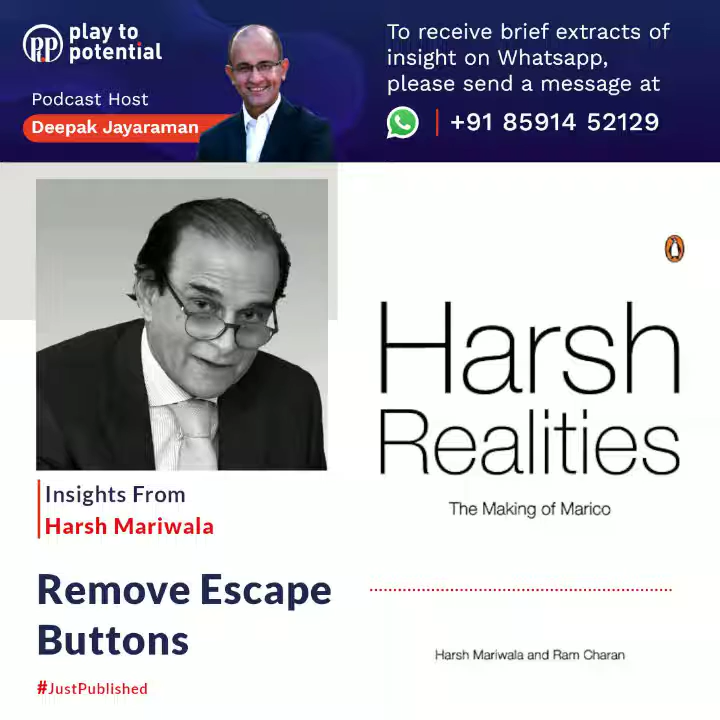 play to
potential
Podcast Host
Deepak Jayaraman
To receive brief extracts of
insight on Whatsapp,
please send a message at
+91 85914 52129
Insights From
Harsh Mariwala
Remove Escape
Buttons
#JustPublished
Harsh
Realities
The Making of Marico
Harsh Mariwala and Ram Charan